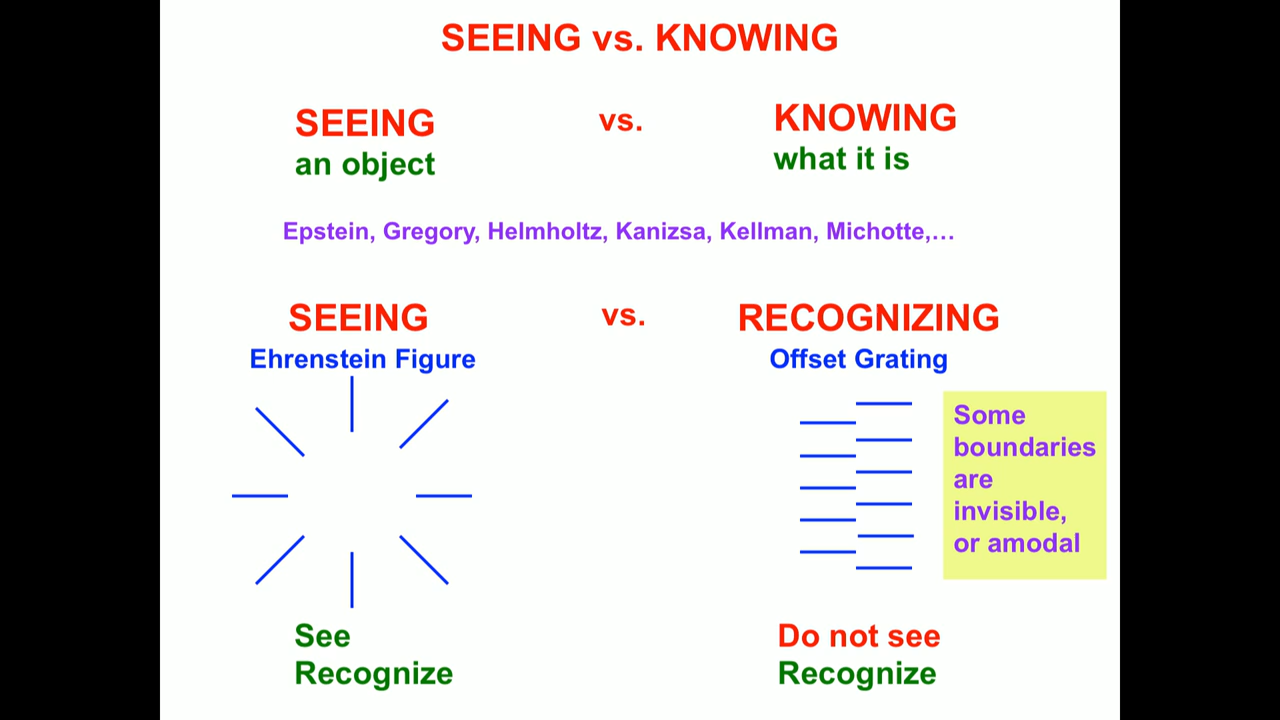 SEEING vs. KNOWING
SEEING vs. KNOWING
an object what it is
Epstein, Gregory, Helmholtz, Kanizsa, Kellman, Michotte,…
SEEING vs. RECOGNIZING
Ehrenstein Figure Offset Grating
Some
boundaries
are
invisible,
or amodal
See Do not see
Recognize Recognize